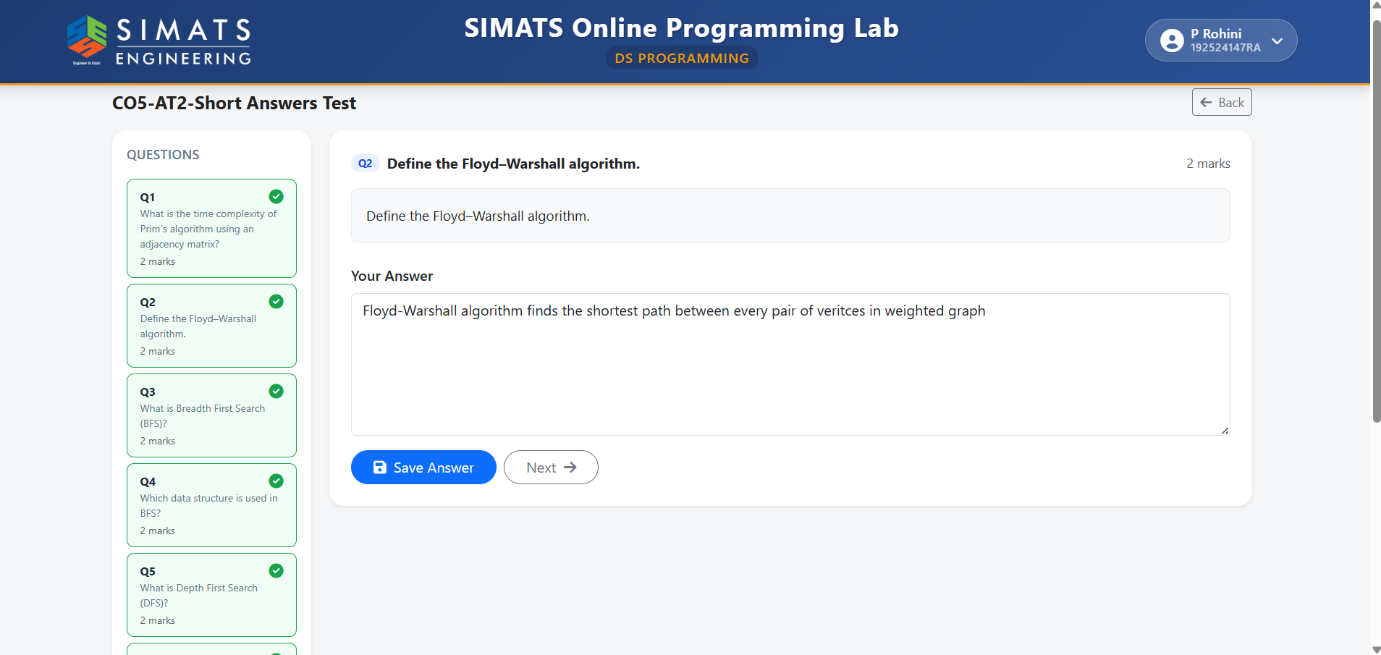 SIMATS
ENGINEERING
Engineer to Excel
SIMATS Online Programming Lab
DS PROGRAMMING
P Rohini
192524147RA
CO5-AT2-Short Answers Test
Back
QUESTIONS
Q1
What is the time complexity of
Prim's algorithm using an
adjacency matrix?
2 marks
Q2
Define the Floyd–Warshall
algorithm.
2 marks
Q3
What is Breadth First Search
(BFS)?
2 marks
Q4
Which data structure is used in
BFS?
2 marks
Q5
What is Depth First Search
(DFS)?
2 marks
Q2 Define the Floyd–Warshall algorithm.
2 marks
Define the Floyd–Warshall algorithm.
Your Answer
Floyd-Warshall algorithm finds the shortest path between every pair of veritces in weighted graph
Save Answer
Next